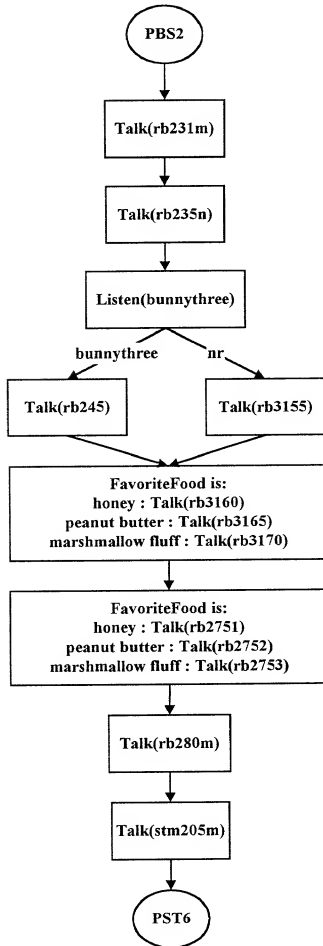 PBS2
Talk(rb231m)
Talk(rb235n)
Listen(bunnythree)
bunnythree
nr
Talk(rb245)
Talk(rb3155)
FavoriteFood is:
honey : Talk(rb3160)
peanut butter : Talk(rb3165)
marshmallow fluff : Talk(rb3170)
FavoriteFood is:
honey : Talk(rb2751)
peanut butter : Talk(rb2752)
marshmallow fluff : Talk(rb2753)
Talk(rb280m)
Talk(stm205m)
PST6